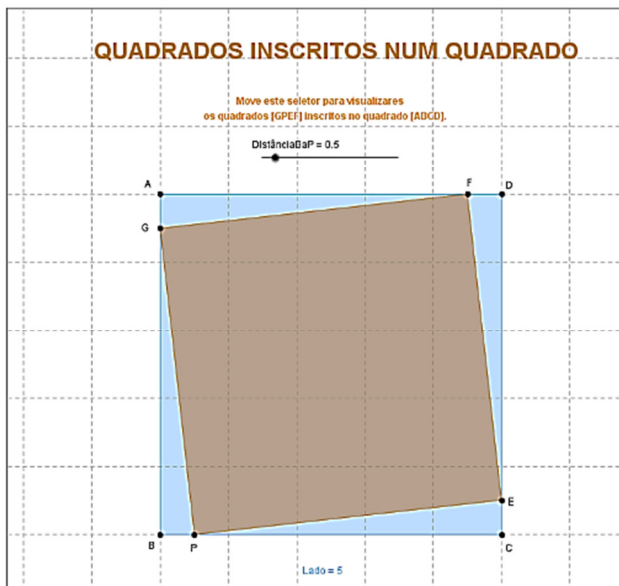 QUADRADOS INSCRITOS NUM QUADRADO
Move este seletor para visualizares
os quadrados [GPEF] inscritos no quadrado [ABCD].
DistânciaBaP = 0.5
A
F
D
G
E
B
P
C
Lado = 5